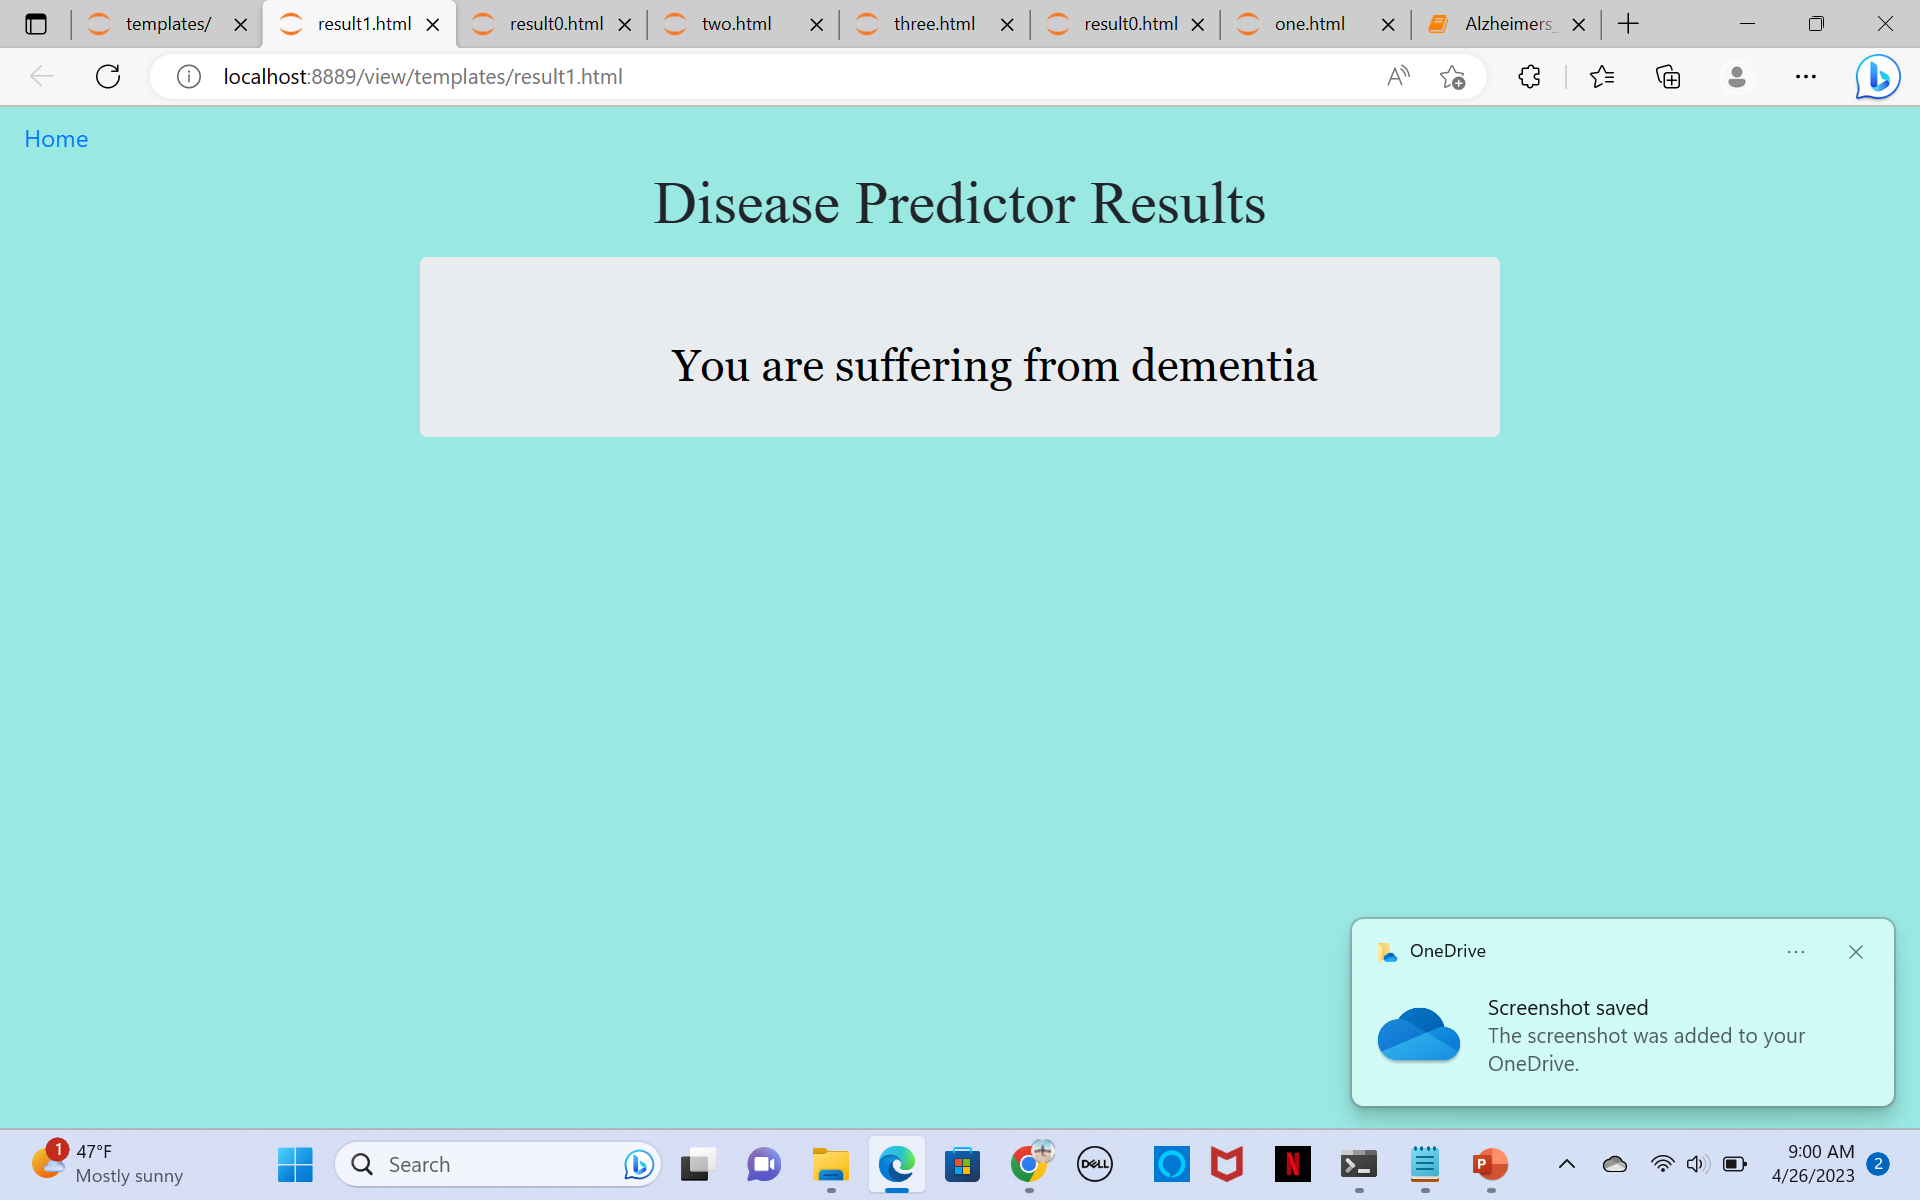 templates/
result1.html
result0.html
two.html
three.html
result0.html
one.html
Alzheimers_
localhost:8889/view/templates/result1.html
Home
Disease Predictor Results
You are suffering from dementia
OneDrive
Screenshot saved
The screenshot was added to your
OneDrive.
1
47°F
Mostly sunny
Search
DELL
N
P
9:00 AM
4/26/2023
2